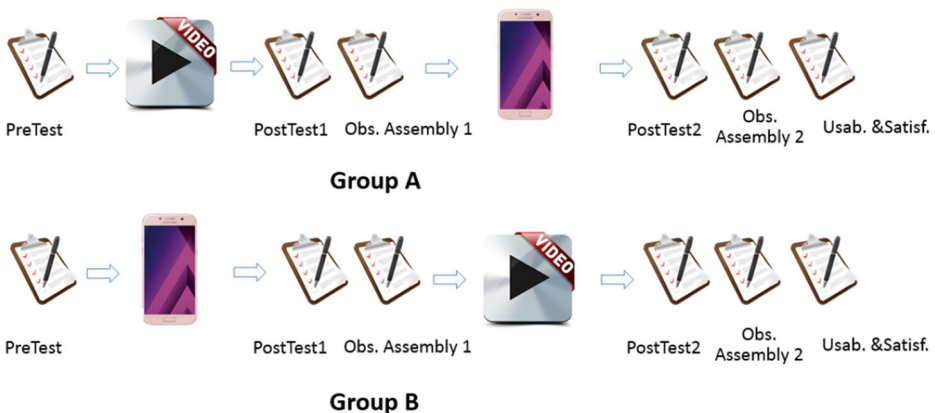 VIDEO
PreTest
PostTest1
Obs. Assembly 1
PostTest2
Obs.
Assembly 2
Usab. &Satisf.
Group A
VIDEO
PreTest
PostTest1
Obs. Assembly 1
PostTest2
Obs.
Assembly 2
Usab. &Satisf.
Group B